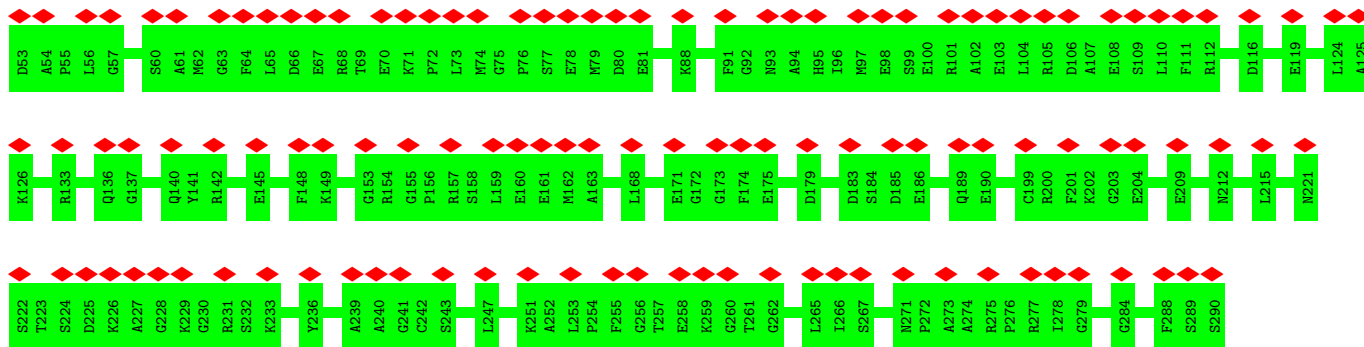 D53 A54 P55 L56 G57 S60 A61 M62 G63 F64 L65 D66 E67 R68 T69 E70 K71 P72 L73 M74 G75 P76 S77 E78 M79 D80 E81 K88 F91 G92 N93 A94 H95 I96 M97 E98 S99 E100 R101 A102 E103 L104 R105 D106 A107 E108 S109 L110 F111 R112 D116 E119 L124 A125
K126 R133 Q136 G137 Q140 Y141 R142 E145 F148 K149 G153 R154 G155 P156 R157 S158 L159 E160 E161 M162 A163 L168 E171 G172 G173 F174 E175 D179 D183 S184 D185 E186 Q189 E190 C199 R200 F201 K202 G203 E204 E209 N212 L215 N221
S222 T223 S224 D225 K226 A227 G228 K229 G230 R231 S232 K233 Y236 A239 A240 G241 C242 S243 L247 K251 A252 L253 P254 F255 G256 T257 E258 K259 G260 T261 G262 L265 I266 S267 N271 P272 A273 A274 R275 P276 R277 I278 G279 G284 F288 S289 S290